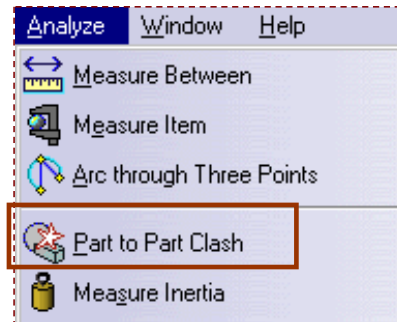 Analyze Window Help
Measure Between
Measure Item
Arc through Three Points
Part to Part Clash
Measure Inertia